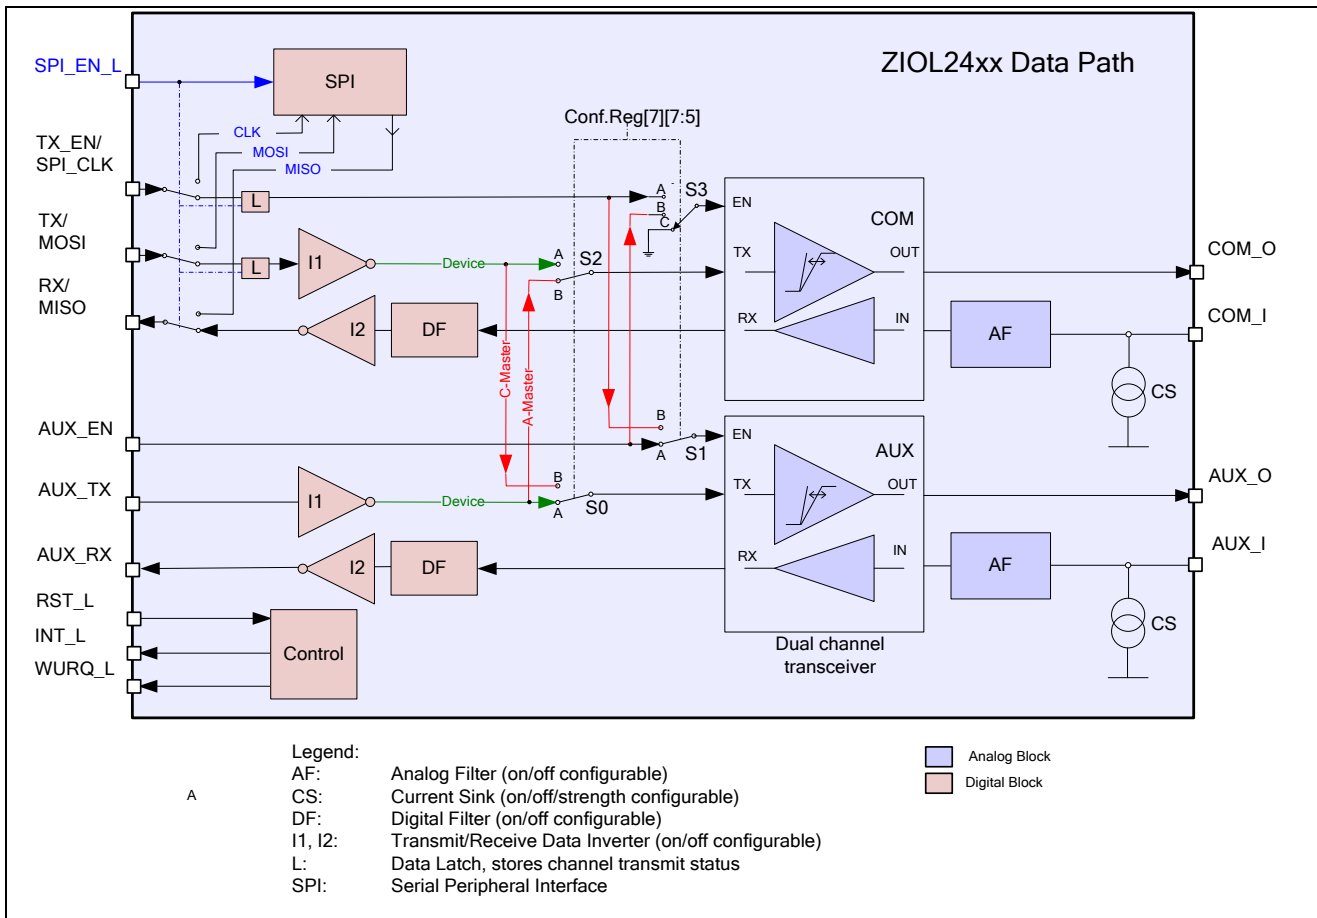 ZIOL24xx Data Path
SPI_EN_L
SPI
Conf.Reg[7][7:5]
TX_EN/
SPI_CLK
CLK
MOSI
MISO
L
A
B
C
S3
EN
COM
TX/
MOSI
L
I1
Device
A
B
S2
TX
OUT
COM_O
RX/
MISO
I2
DF
RX
IN
AF
COM_I
CS
C-Master
A-Master
AUX_EN
B
A
S1
EN
AUX
AUX_TX
I1
Device
B
A
S0
TX
OUT
AUX_O
AUX_RX
I2
DF
RX
IN
AF
AUX_I
CS
RST_L
INT_L
WURQ_L
Control
Dual channel
transceiver
Legend:
AF: Analog Filter (on/off configurable)
A
CS: Current Sink (on/off/strength configurable)
DF: Digital Filter (on/off configurable)
I1, I2: Transmit/Receive Data Inverter (on/off configurable)
L: Data Latch, stores channel transmit status
SPI: Serial Peripheral Interface
Analog Block
Digital Block